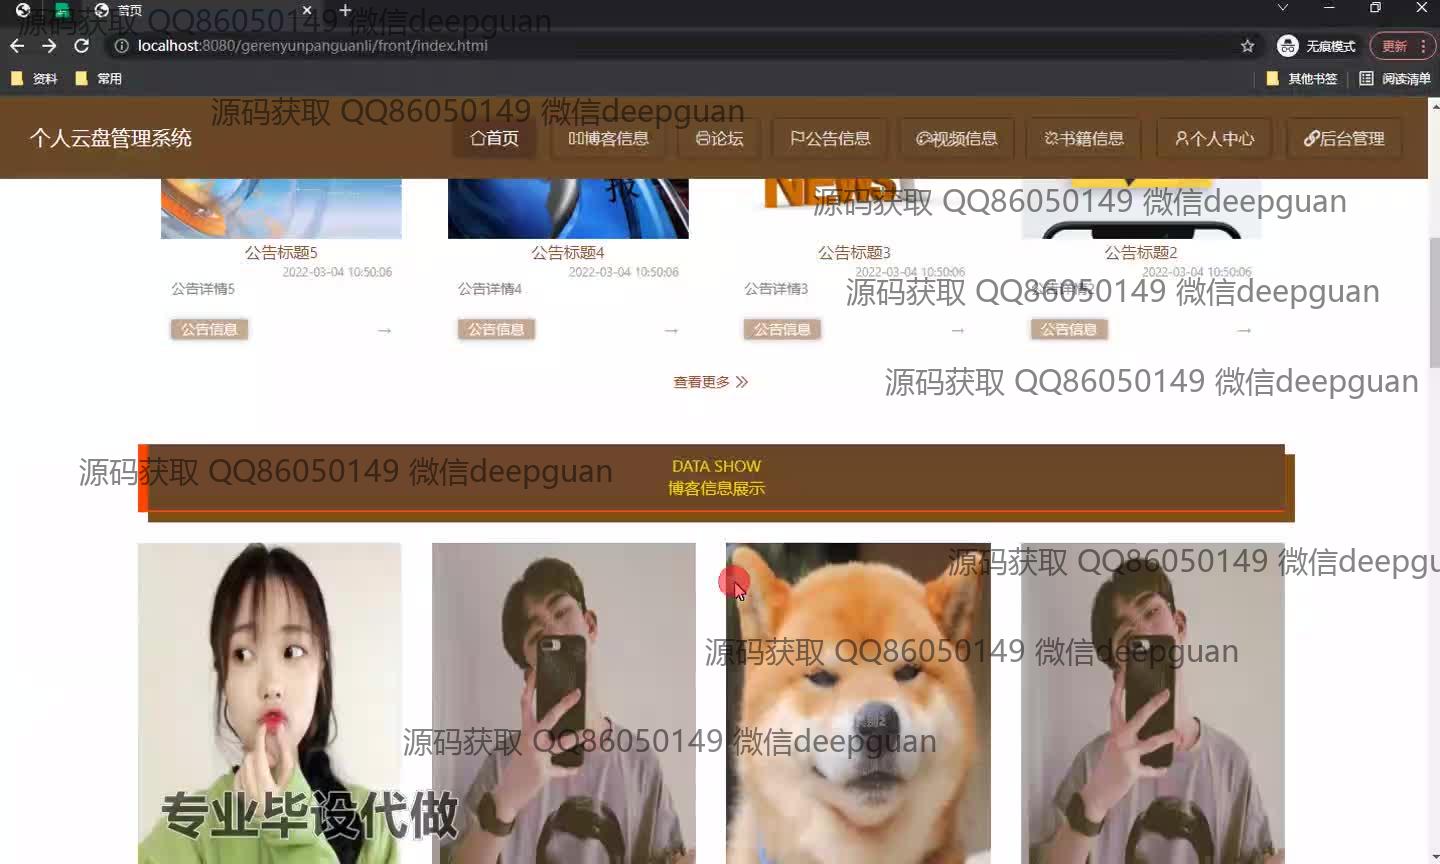 首页
源码获取 QQ86050149 微信deepguan
localhost:8080/gerenyunpanguanli/front/index.html
无痕模式
更新
资料
常用
其他书签
阅读清单
源码获取 QQ86050149 微信deepguan
个人云盘管理系统
首页
博客信息
论坛
公告信息
视频信息
书籍信息
个人中心
后台管理
报
NEWS
源码获取 QQ86050149 微信deepguan
公告标题5
公告标题4
公告标题3
公告标题2
2022-03-04 10:50:06
2022-03-04 10:50:06
2022-03-04 10:50:06
2022-03-04 10:50:06
公告详情5
公告详情4
公告详情3
公告详情2
源码获取 QQ86050149 微信deepguan
公告信息 →
公告信息 →
公告信息 →
公告信息 →
查看更多
源码获取 QQ86050149 微信deepguan
DATA SHOW
博客信息展示
源码获取 QQ86050149 微信deepguan
源码获取 QQ86050149 微信deepgu
源码获取 QQ86050149 微信deepguan
源码获取 QQ86050149 微信deepguan
专业毕设代做